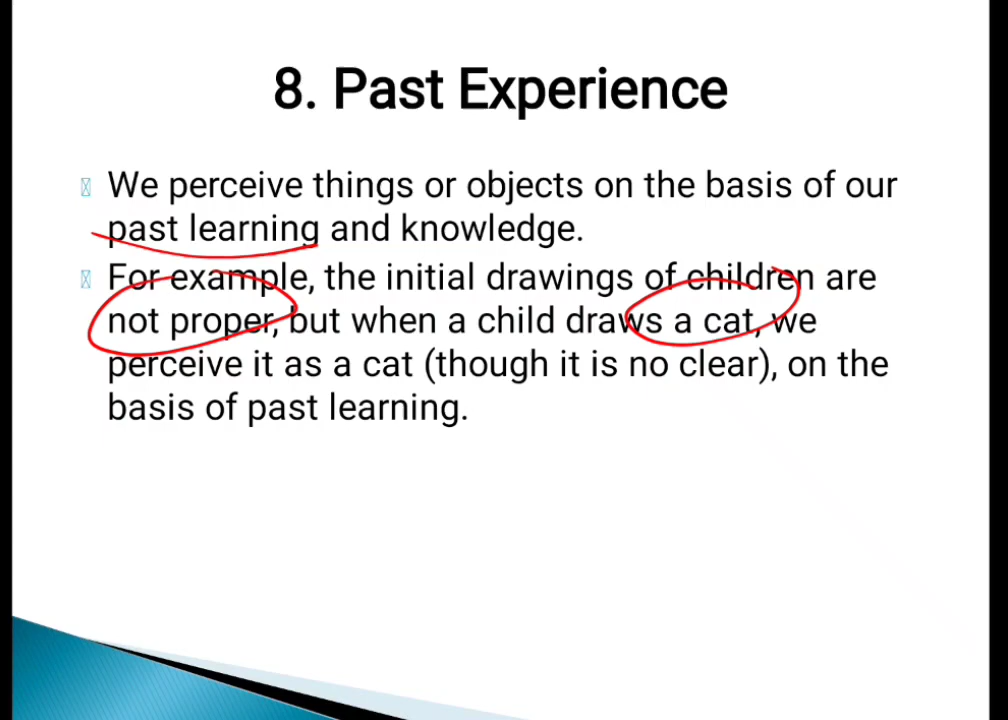 8. Past Experience
We perceive things or objects on the basis of our
past learning and knowledge.
For example, the initial drawings of children are
not proper, but when a child draws a cat, we
perceive it as a cat (though it is no clear), on the
basis of past learning.